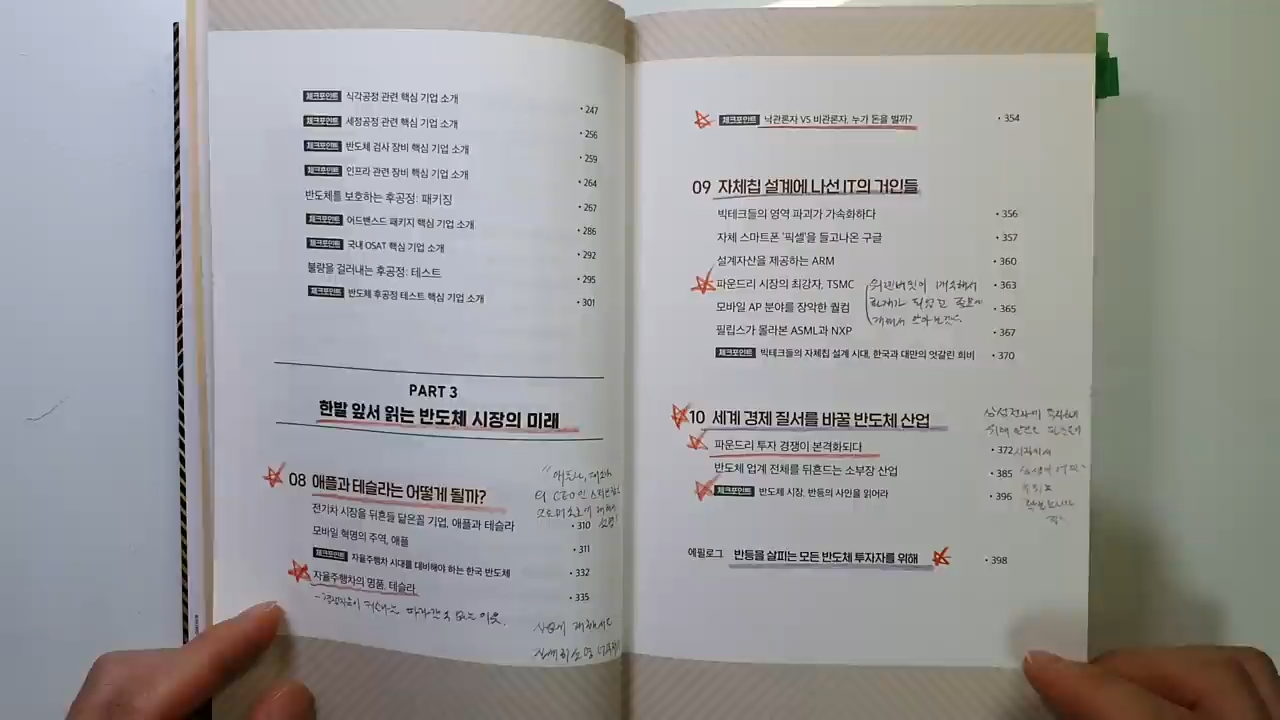 체크포인트 식각공정 관련 핵심 기업 소개 • 247
체크포인트 세정공정 관련 핵심 기업 소개 • 256
체크포인트 반도체 검사 장비 핵심 기업 소개 • 259
체크포인트 인프라 관련 장비 핵심 기업 소개 • 264
반도체를 보호하는 후공정: 패키징 • 267
체크포인트 어드밴스드 패키지 핵심 기업 소개 • 286
체크포인트 국내 OSAT 핵심 기업 소개 • 292
불량을 걸러내는 후공정: 테스트 • 295
체크포인트 반도체 후공정 테스트 핵심 기업 소개 • 301
PART 3
한발 앞서 읽는 반도체 시장의 미래
08 애플과 테슬라는 어떻게 될까?
전기차 시장을 뒤흔들 닮은꼴 기업, 애플과 테슬라 • 310
모바일 혁명의 주역, 애플 • 311
체크포인트 자율주행차 시대를 대비해야 하는 한국 반도체 • 332
자율주행차의 명품, 테슬라 • 335
체크포인트 낙관론자 VS 비관론자, 누가 돈을 벌까? • 354
09 자체칩 설계에 나선 IT의 거인들
빅테크들의 영역 파괴가 가속화하다 • 356
자체 스마트폰 '픽셀'을 들고나온 구글 • 357
설계자산을 제공하는 ARM • 360
파운드리 시장의 최강자, TSMC • 363
모바일 AP 분야를 장악한 퀄컴 • 365
필립스가 몰라본 ASML과 NXP • 367
체크포인트 빅테크들의 자체칩 설계 시대, 한국과 대만의 엇갈린 희비 • 370
10 세계 경제 질서를 바꿀 반도체 산업
파운드리 투자 경쟁이 본격화되다 • 372
반도체 업계 전체를 뒤흔드는 소부장 산업 • 385
체크포인트 반도체 시장, 반등의 사인을 읽어라 • 396
에필로그 반등을 살피는 모든 반도체 투자자를 위해 • 398